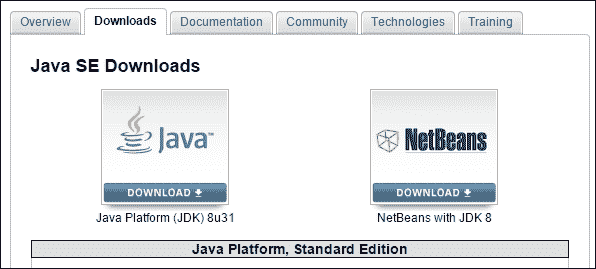 Overview Downloads Documentation Community Technologies Training
Java SE Downloads
Java™ NetBeans
DOWNLOAD DOWNLOAD
Java Platform (JDK) 8u31 NetBeans with JDK 8
Java Platform, Standard Edition